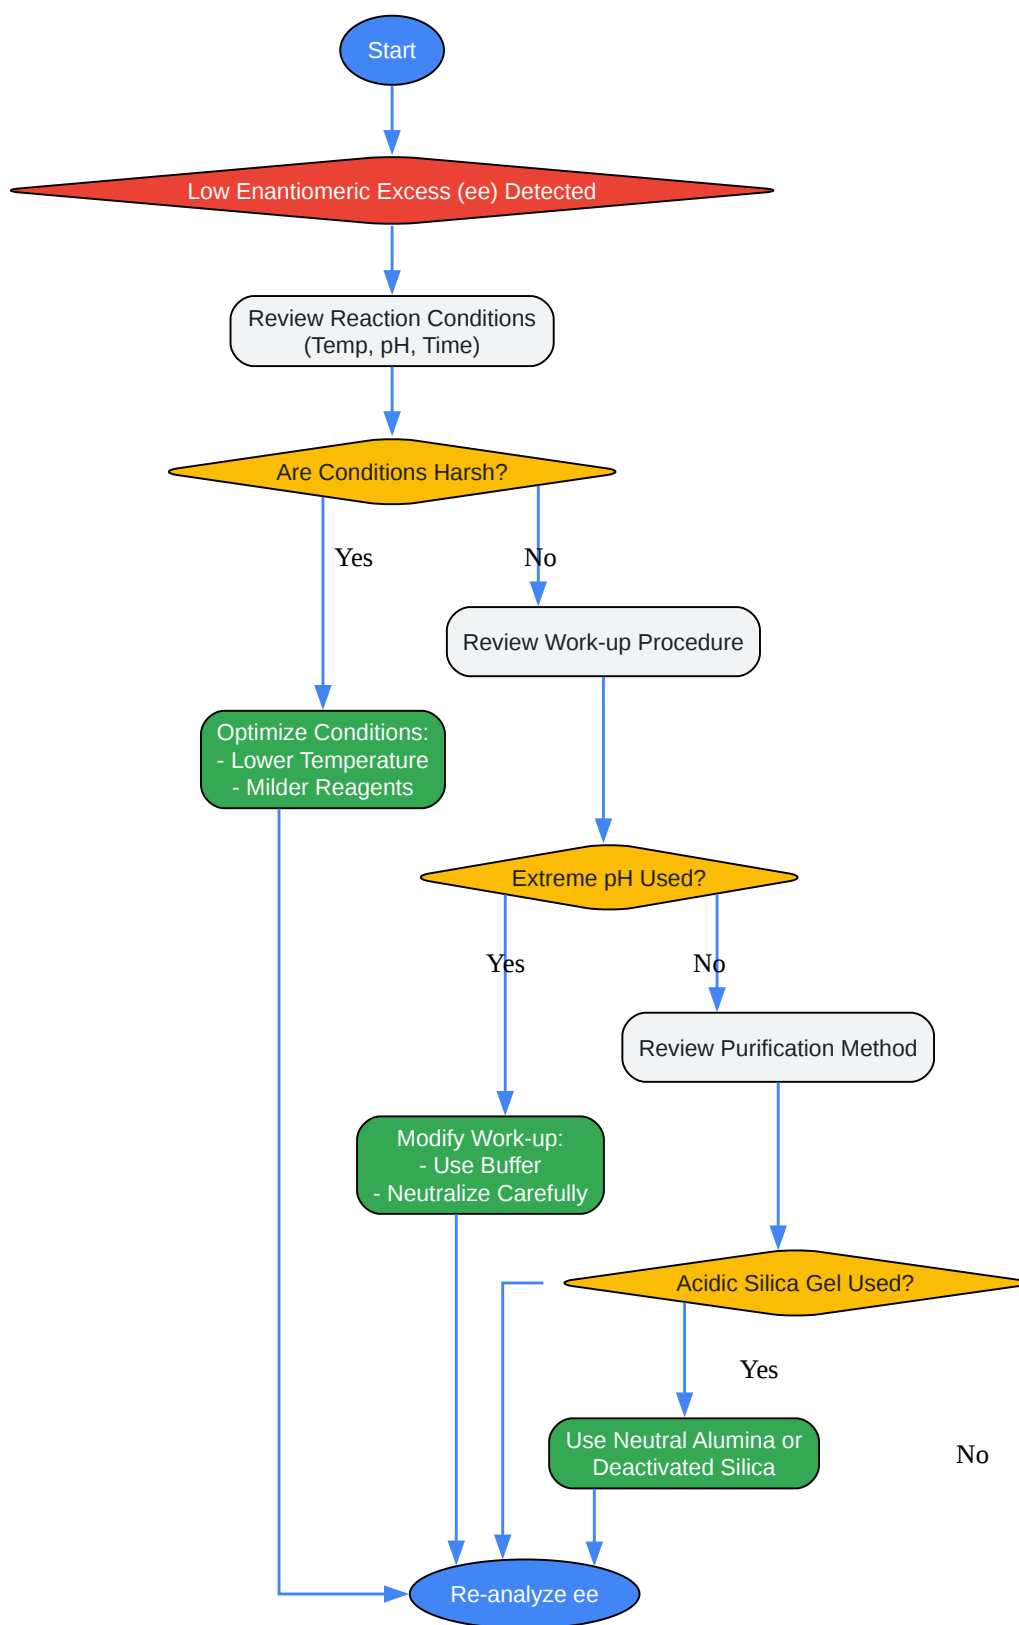 Start
Low Enantiomeric Excess (ee) Detected
Review Reaction Conditions
(Temp, pH, Time)
Are Conditions Harsh?
Yes
No
Review Work-up Procedure
Optimize Conditions:
- Lower Temperature
- Milder Reagents
Extreme pH Used?
Yes
No
Review Purification Method
Modify Work-up:
- Use Buffer
- Neutralize Carefully
Acidic Silica Gel Used?
Yes
Use Neutral Alumina or
Deactivated Silica
No
Re-analyze ee